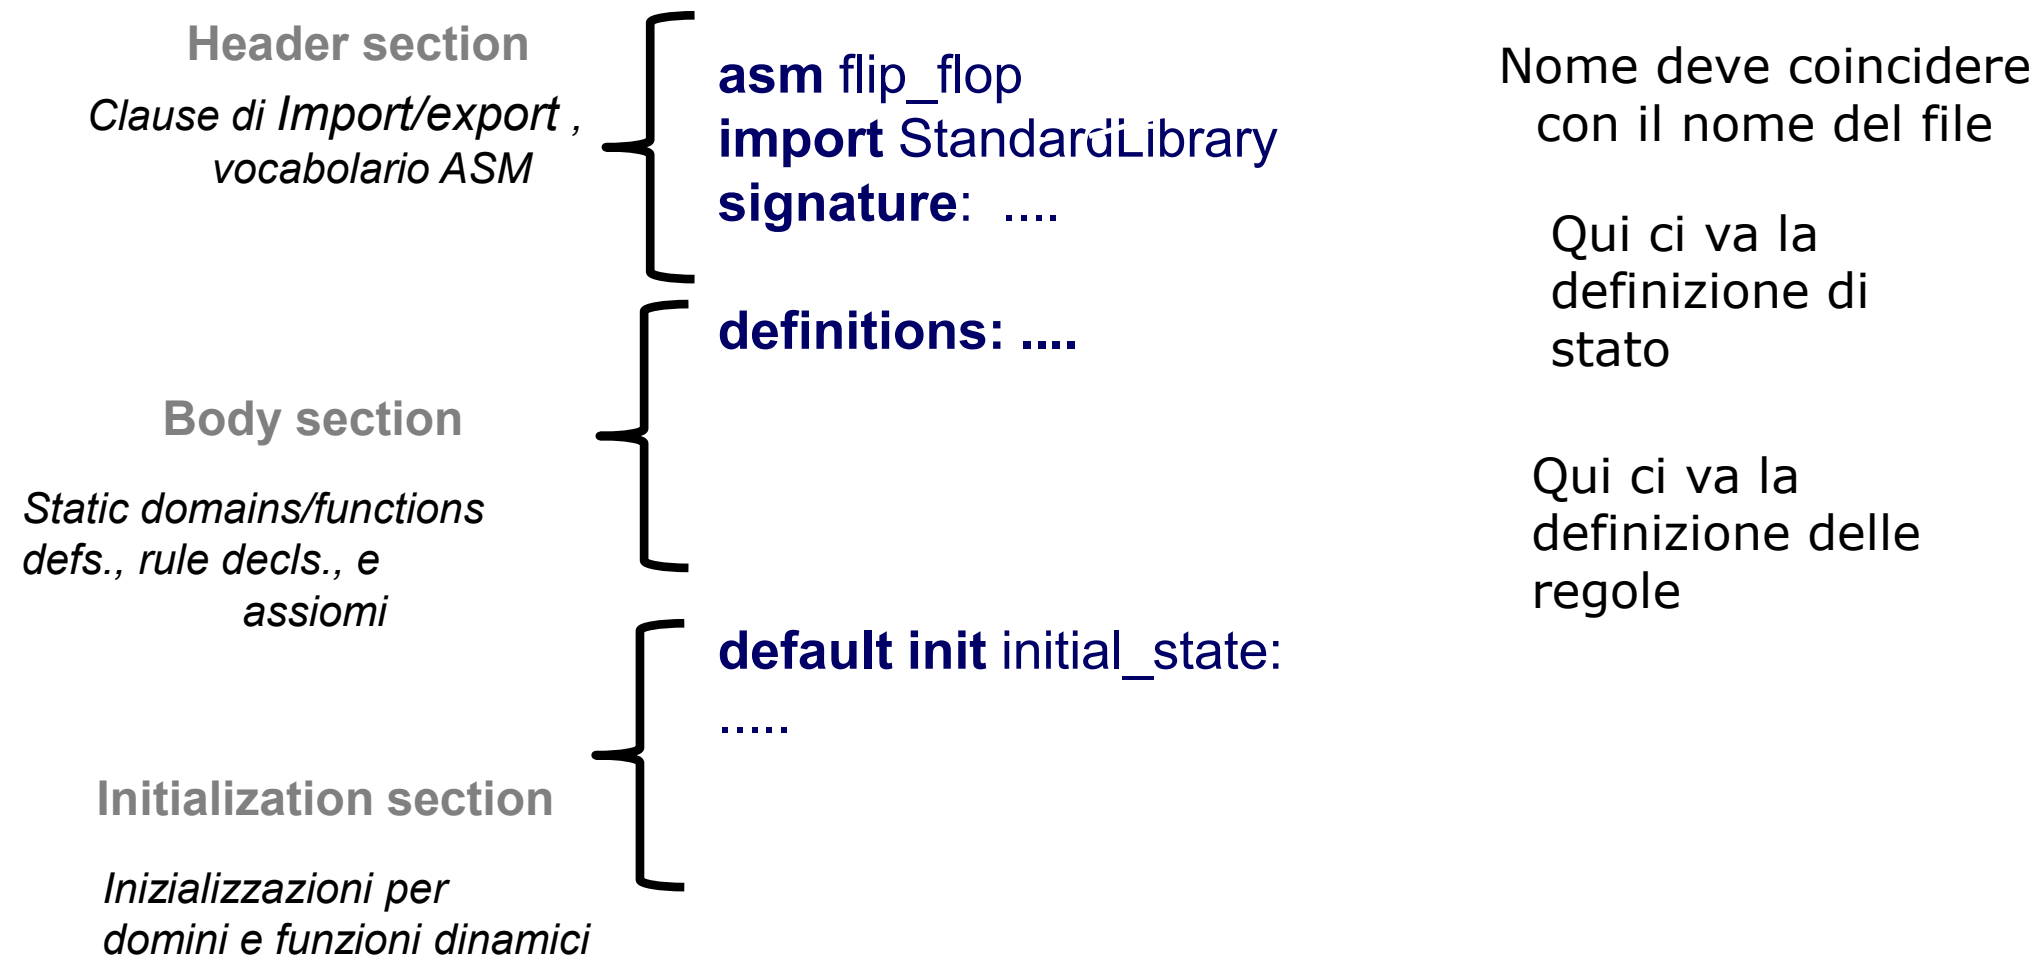 Header section
Clause di Import/export ,
vocabolario ASM
asm flip_flop
import StandardLibrary
signature: ....
Nome deve coincidere
con il nome del file
Qui ci va la
definizione di
stato
definitions: ....
Body section
Static domains/functions
defs., rule decls., e
assiomi
Qui ci va la
definizione delle
regole
default init initial_state:
.....
Initialization section
Inizializzazioni per
domini e funzioni dinamici